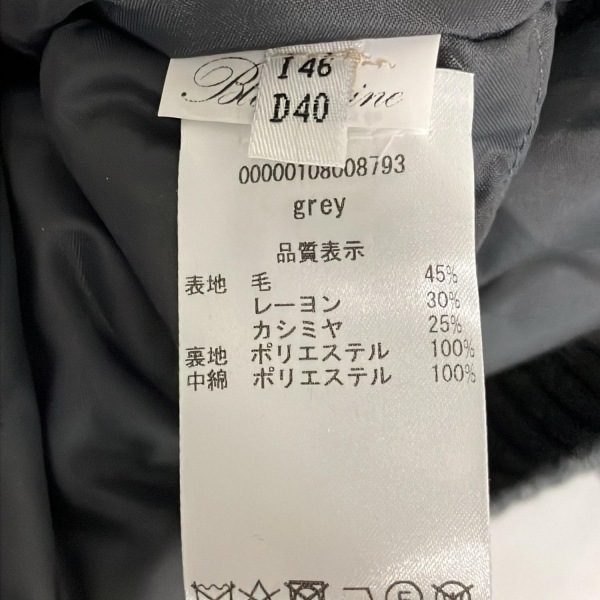 I 46
D40
00000108008793
grey
品質表示
表地 毛 45%
レーヨン 30%
カシミヤ 25%
裏地 ポリエステル 100%
中綿 ポリエステル 100%